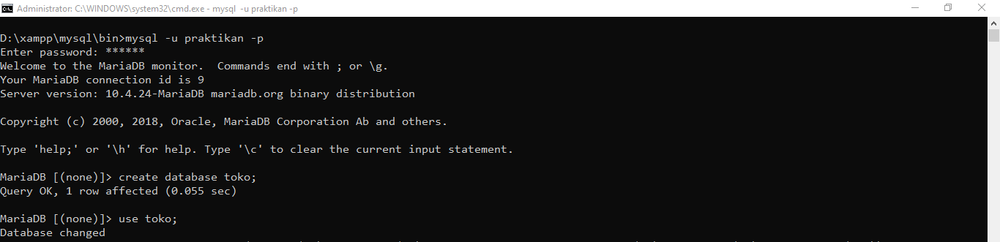 Administrator: C:\WINDOWS\system32\cmd.exe - mysql -u praktikan -p
D:\xampp\mysql\bin>mysql -u praktikan -p
Enter password: ******
Welcome to the MariaDB monitor.  Commands end with ; or \g.
Your MariaDB connection id is 9
Server version: 10.4.24-MariaDB mariadb.org binary distribution
Copyright (c) 2000, 2018, Oracle, MariaDB Corporation Ab and others.
Type 'help;' or '\h' for help. Type '\c' to clear the current input statement.
MariaDB [(none)]> create database toko;
Query OK, 1 row affected (0.055 sec)
MariaDB [(none)]> use toko;
Database changed